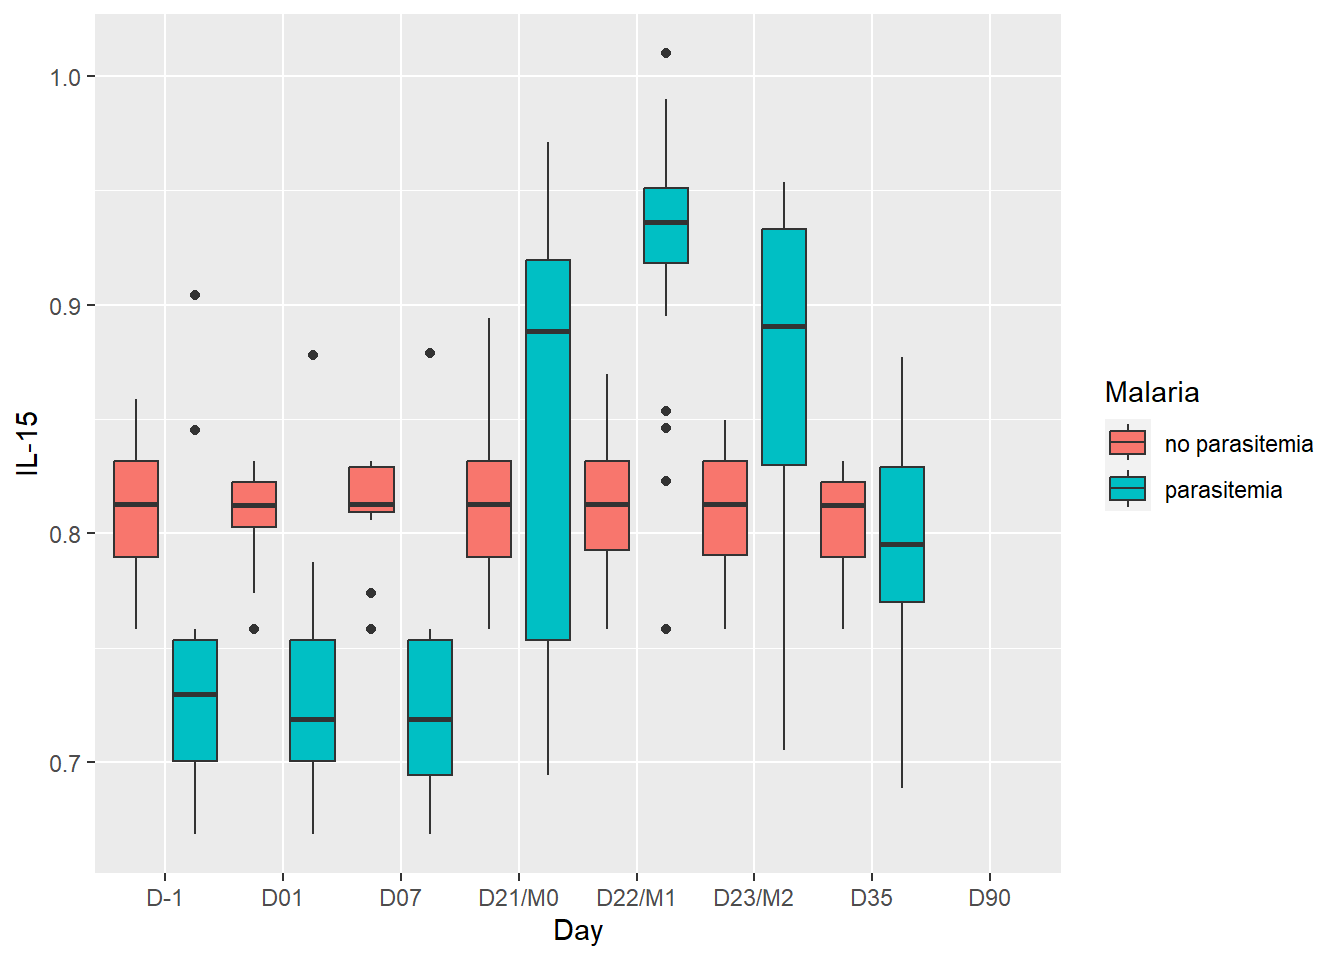 1.0
0.9
0.8
0.7
IL-15
D-1 D01 D07 D21/M0 D22/M1 D23/M2 D35 D90
Day
Malaria
no parasitemia
parasitemia